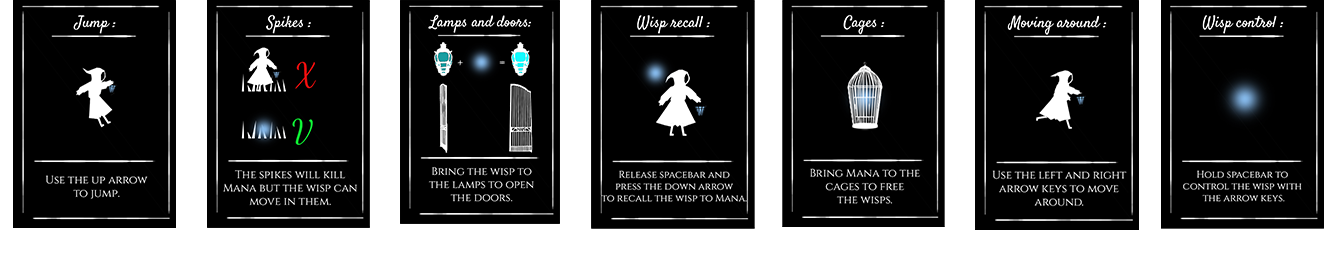 Jump :
Use the up arrow
to jump.
Spikes :
X
V
The spikes will kill
Mana but the wisp can
move in them.
Lamps and doors:
+ =
Bring the wisp to
the lamps to open
the doors.
Wisp recall :
Release spacebar and
press the down arrow
to recall the wisp to Mana.
Cages :
Bring Mana to the
cages to free
the wisps.
Moving around :
Use the left and right
arrow keys to move
around.
Wisp control :
Hold spacebar to
control the wisp with
the arrow keys.